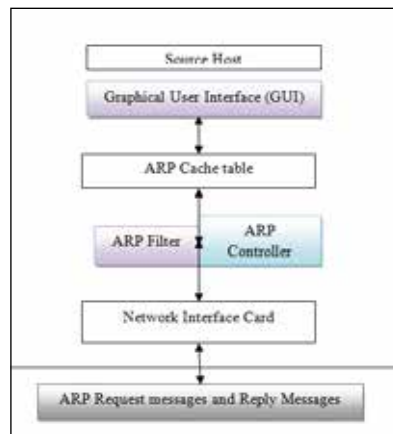 Source Host
Graphical User Interface (GUI)
ARP Cache table
ARP Filter
ARP
Controller
Network Interface Card
ARP Request messages and Reply Messages